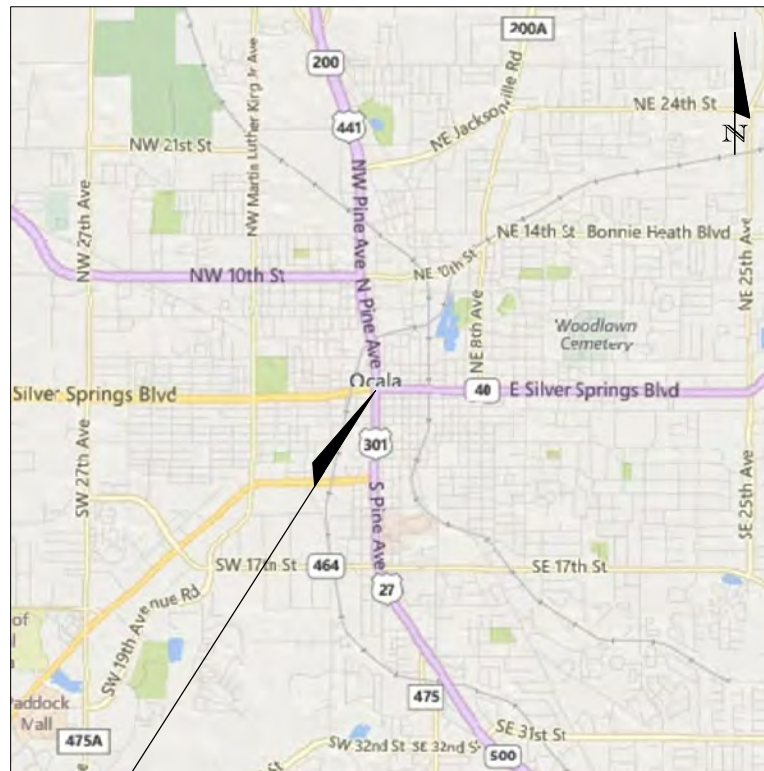 200A
200
NE 24th St
441
NE Jacksonville Rd
N
NW 21st St
NW Martin Luther King Jr Ave
NW Pine Ave
NW 27th Ave
NE 14th St Bonnie Heath Blvd
NW 10th St
NE 10th St
NE 25th Ave
N Pine Ave
NE 8th Ave
Woodlawn
Cemetery
Ocala
Silver Springs Blvd
40
E Silver Springs Blvd
301
SW 27th Ave
S Pine Ave
SE 25th Ave
SW 17th St
464
SE 17th St
27
SW 19th Avenue Rd
of
addock
Mall
475
475A
SE 31st St
SW 32nd St
SE 32nd St
500
St